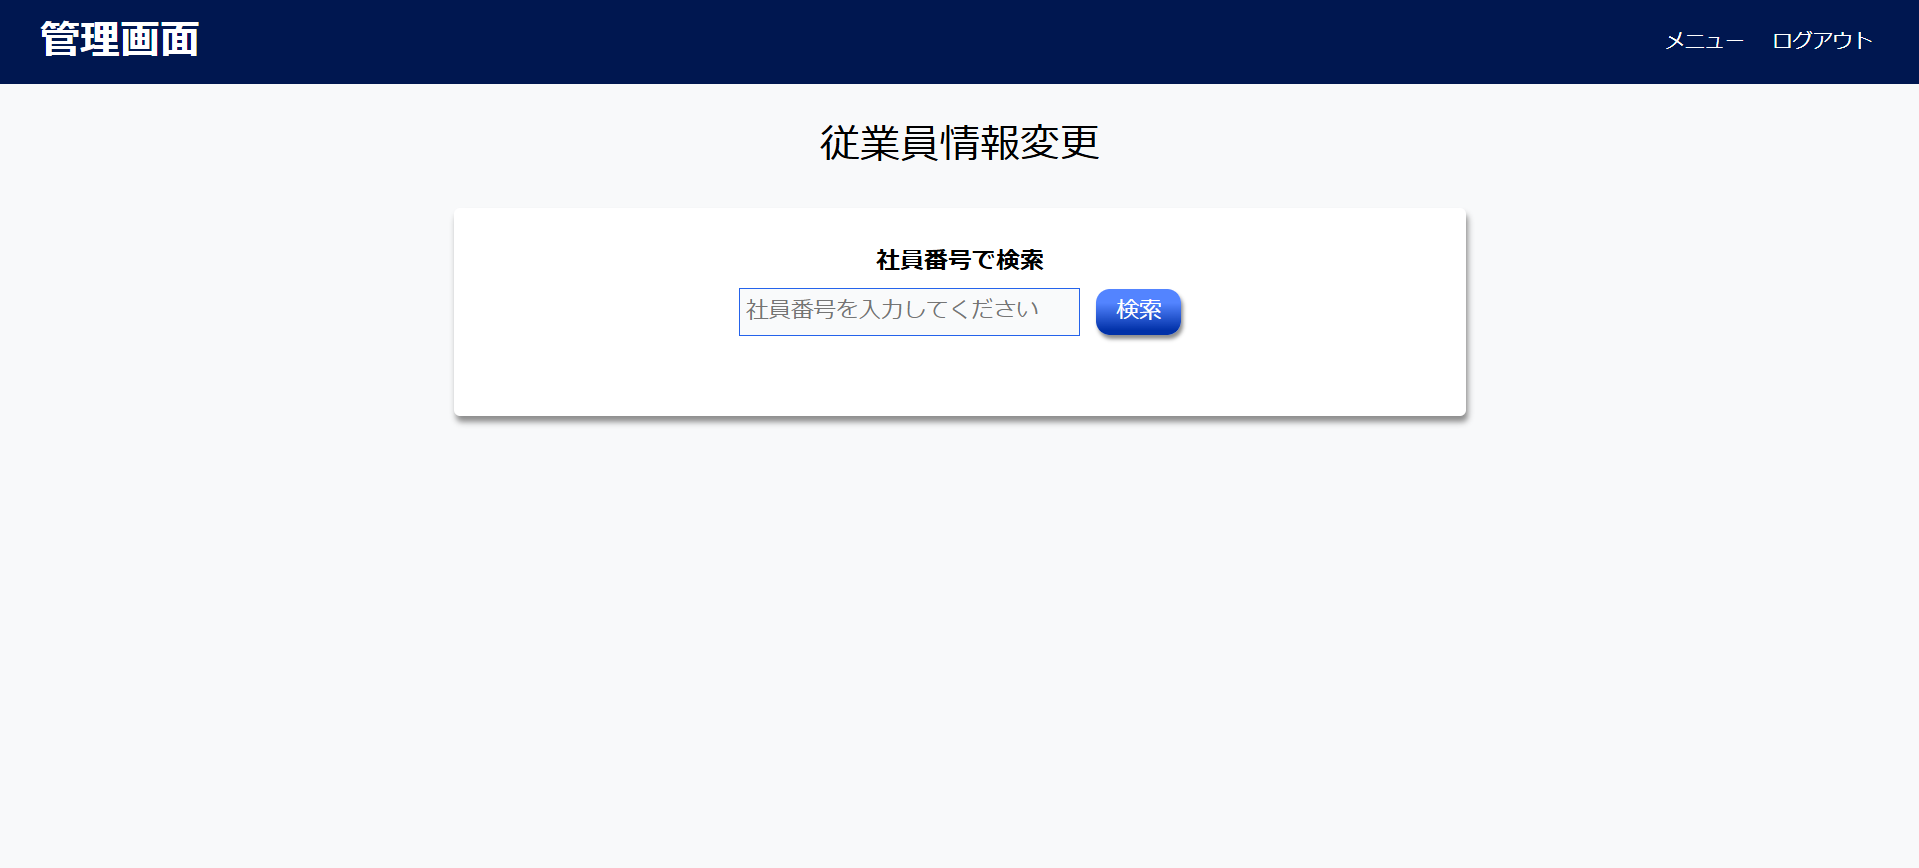 管理画面
メニュー ログアウト
従業員情報変更
社員番号で検索
社員番号を入力してください 検索